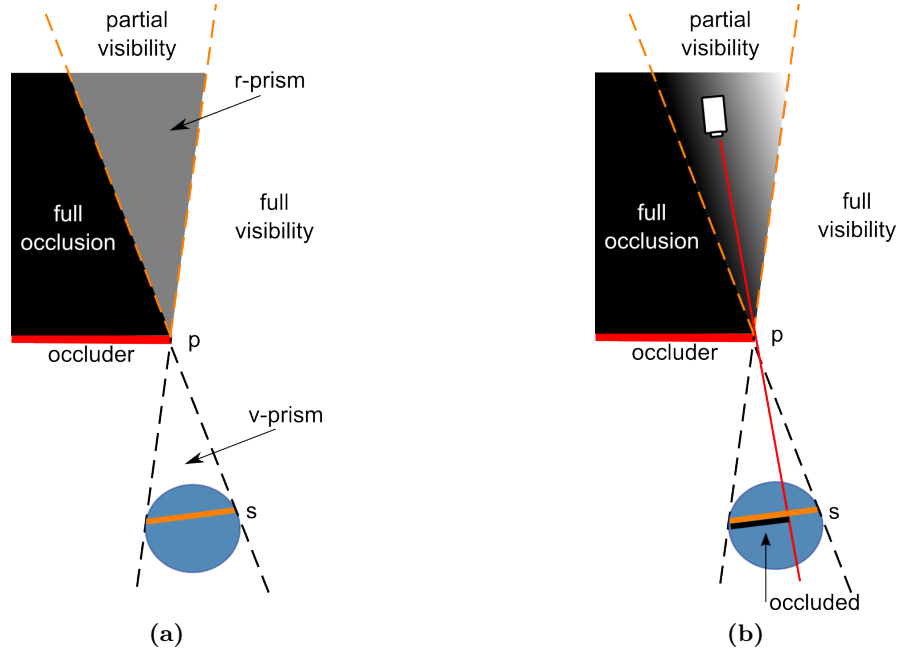 partial
visibility
r-prism
full
occlusion
full
visibility
p
occluder
v-prism
s
(a)
partial
visibility
full
occlusion
full
visibility
p
occluder
s
occluded
(b)